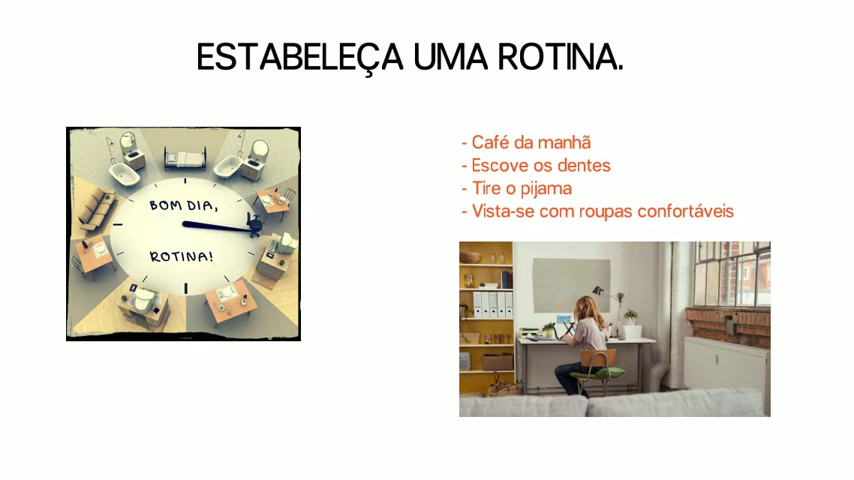 ESTABELEÇA UMA ROTINA.
BOM DIA,
ROTINA!
- Café da manhã
- Escove os dentes
- Tire o pijama
- Vista-se com roupas confortáveis